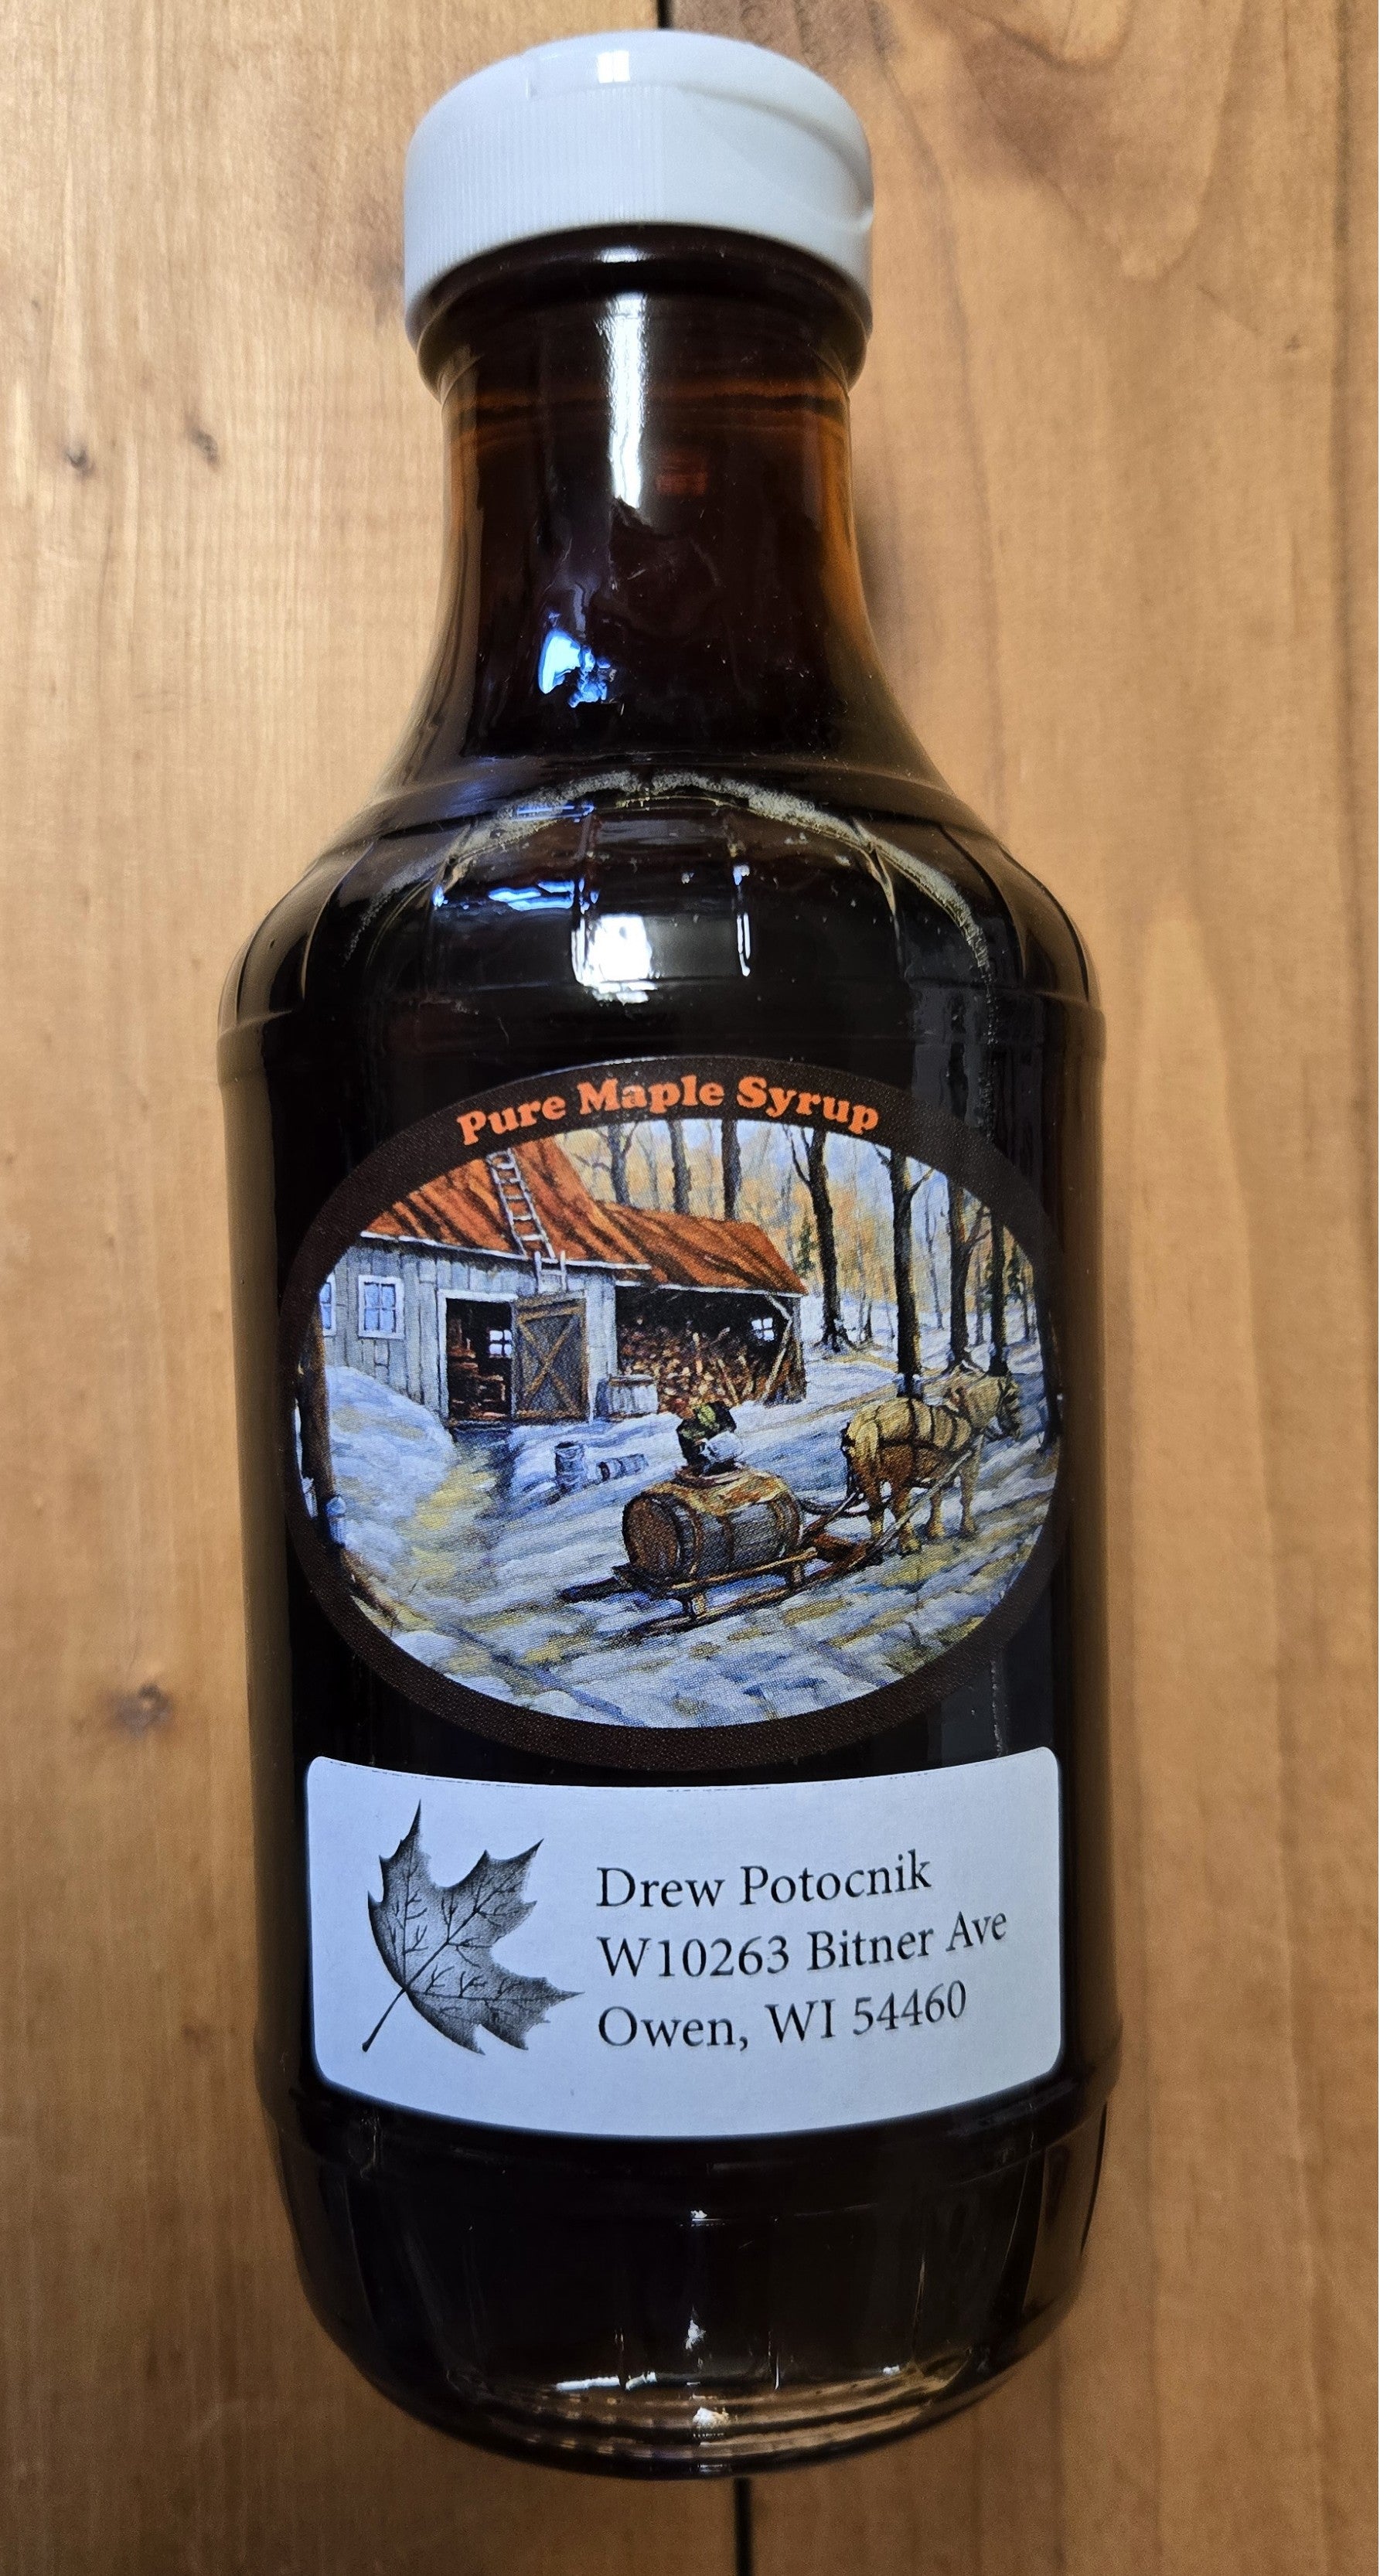 Pure Maple Syrup
Drew Potocnik
W10263 Bitner Ave
Owen, WI 54460